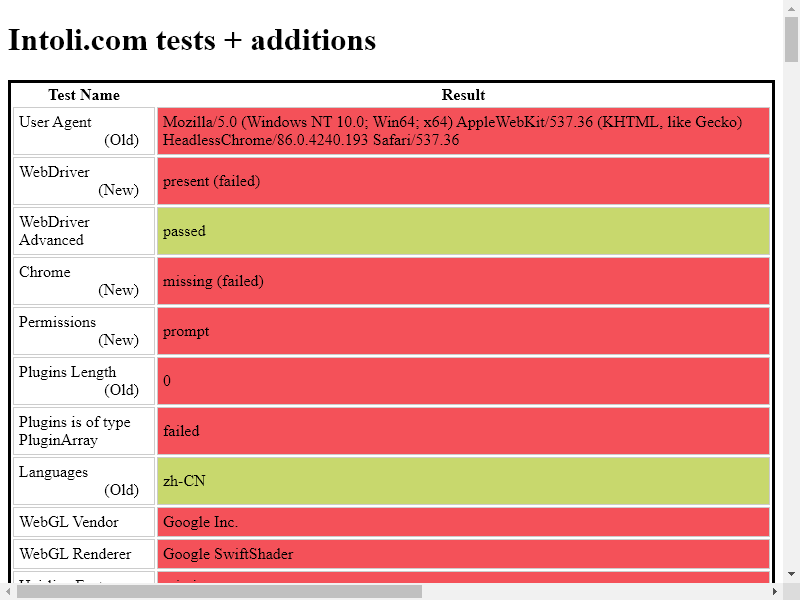 Intoli.com tests + additions
Test Name Result
User Agent
(Old)
Mozilla/5.0 (Windows NT 10.0; Win64; x64) AppleWebKit/537.36 (KHTML, like Gecko)
HeadlessChrome/86.0.4240.193 Safari/537.36
WebDriver
(New)
present (failed)
WebDriver
Advanced
passed
Chrome
(New)
missing (failed)
Permissions
(New)
prompt
Plugins Length
(Old)
0
Plugins is of type
PluginArray
failed
Languages
(Old)
zh-CN
WebGL Vendor Google Inc.
WebGL Renderer Google SwiftShader